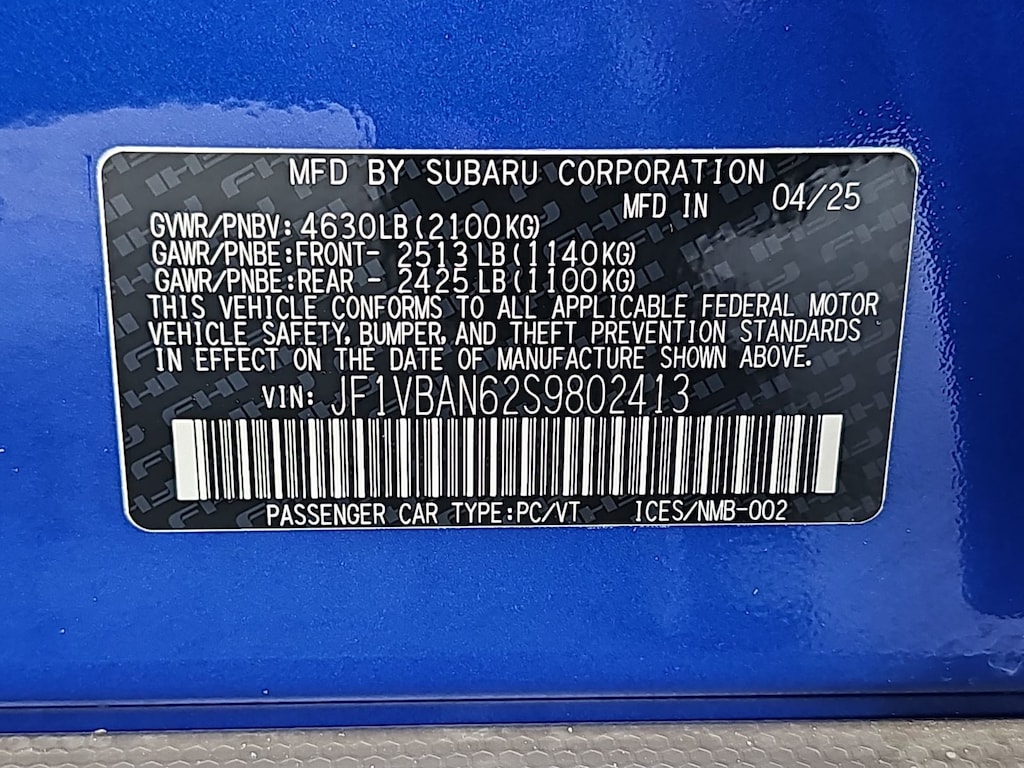 MFD BY SUBARU CORPORATION
MFD IN 04/25
GVWR/PNBV: 4630LB(2100KG)
GAWR/PNBE:FRONT- 2513LB(1140KG)
GAWR/PNBE:REAR - 2425LB(1100KG)
THIS VEHICLE CONFORMS TO ALL APPLICABLE FEDERAL MOTOR
VEHICLE SAFETY, BUMPER, AND THEFT PREVENTION STANDARDS
IN EFFECT ON THE DATE OF MANUFACTURE SHOWN ABOVE.
VIN: JF1VBAN62S9802413
PASSENGER CAR TYPE:PC/VT ICES/NMB-002